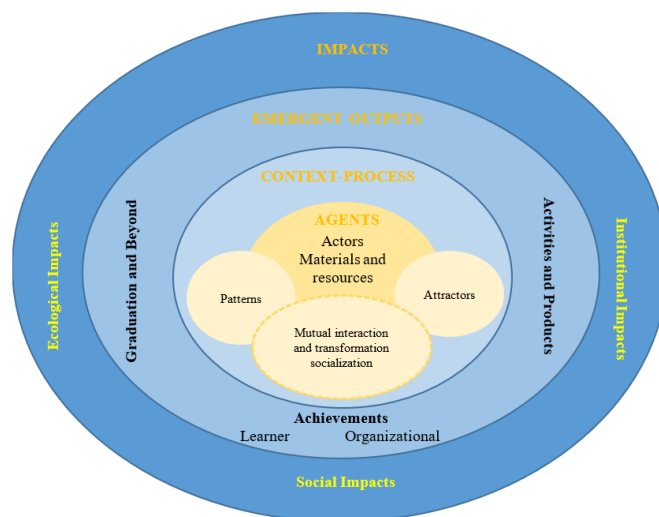 IMPACTS
EMERGENT OUTPUTS
CONTEXT-PROCESS
AGENTS
Actors
Materials and
resources
Patterns
Attractors
Mutual interaction
and transformation
socialization
Ecological Impacts
Graduation and Beyond
Activities and Products
Institutional Impacts
Achievements
Learner Organizational
Social Impacts